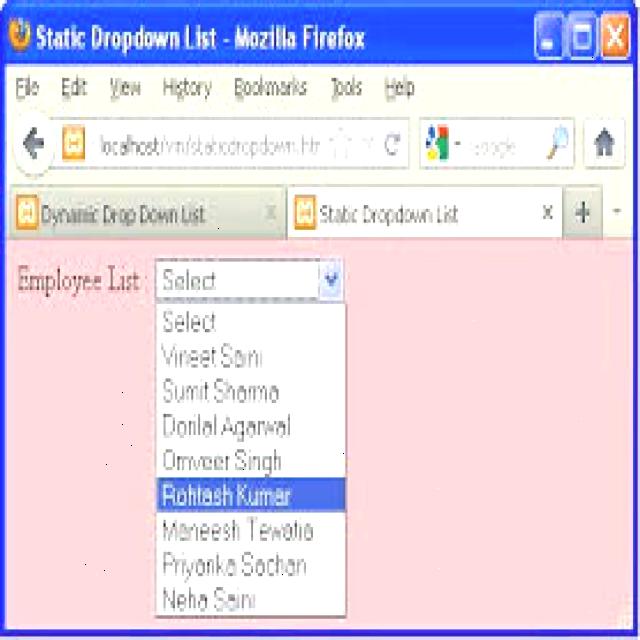 Static Dropdown List - Mozilla Firefox
File Edit View History Bookmarks Tools Help
localhost/vm/staticdropdown.htm Google
Dynamic Drop Down List x Static Dropdown List x +
Employee List : Select
Select
Vineet Saini
Sumit Sharma
Dorilal Agarwal
Omveer Singh
Rohtash Kumar
Maneesh Tewatia
Priyanka Sachan
Neha Saini